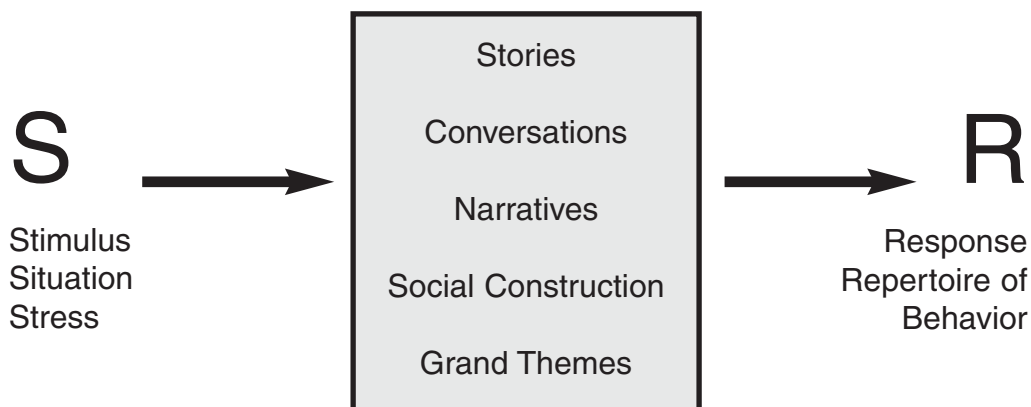 S
Stimulus
Situation
Stress
Stories
Conversations
Narratives
Social Construction
Grand Themes
R
Response
Repertoire of
Behavior